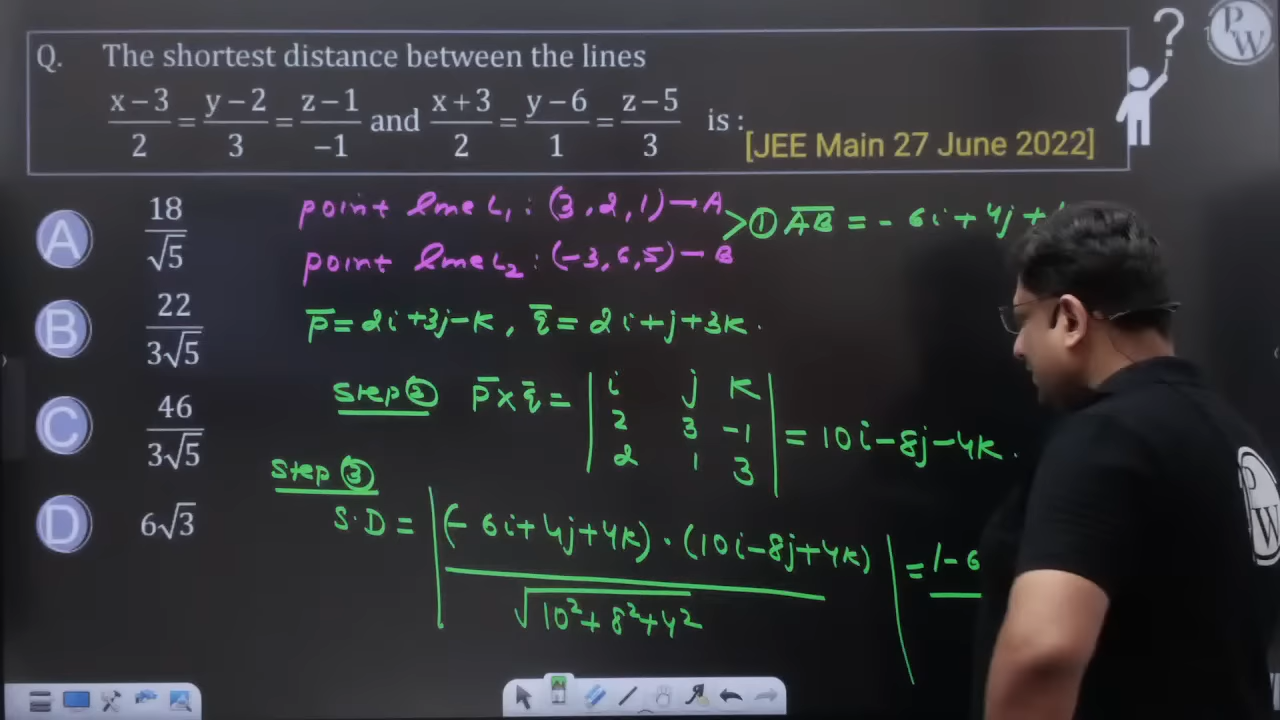 Q. The shortest distance between the lines
x−3/2 = y−2/3 = z−1/−1 and x+3/2 = y−6/1 = z−5/3 is :
[JEE Main 27 June 2022]
?
PW
A 18/√5
B 22/3√5
C 46/3√5
D 6√3
point line L₁ : (3,2,1) → A
point line L₂ : (−3,6,5) → B
> ① AB̅ = −6i + 4j +
p̅ = 2i+3j−k, q̅ = 2i+j+3k.
Step ② p̅×q̅ = | i j k | 2 3 −1 | 2 1 3 | = 10i−8j−4k.
Step ③
S.D = | (−6i+4j+4k) · (10i−8j+4k) / √10²+8²+4² | = |−6
PW